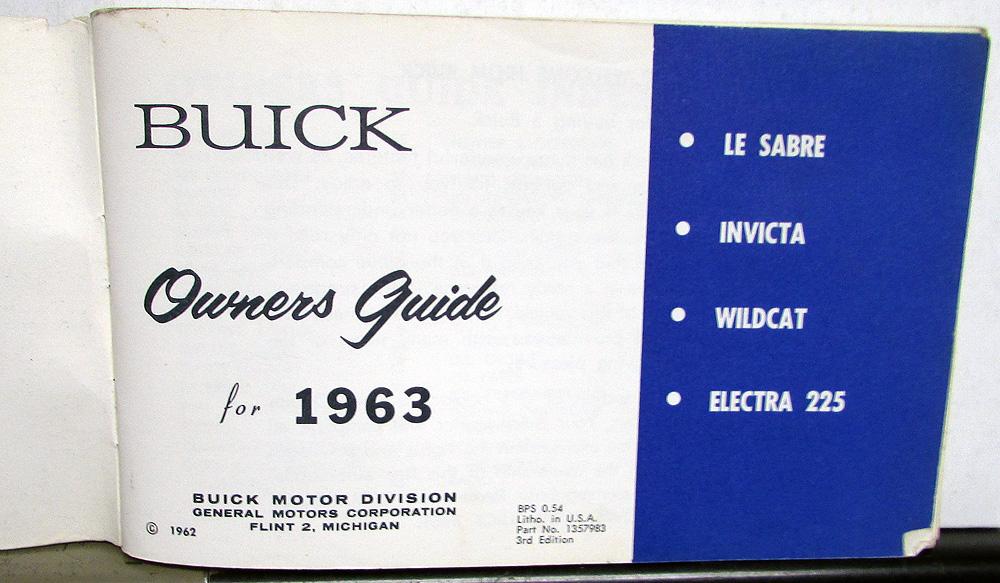 BUICK
Owners Guide
for 1963
BUICK MOTOR DIVISION
GENERAL MOTORS CORPORATION
FLINT 2, MICHIGAN
© 1962
BPS 0.54
Litho. in U.S.A.
Part No. 1357983
3rd Edition
• LE SABRE
• INVICTA
• WILDCAT
• ELECTRA 225